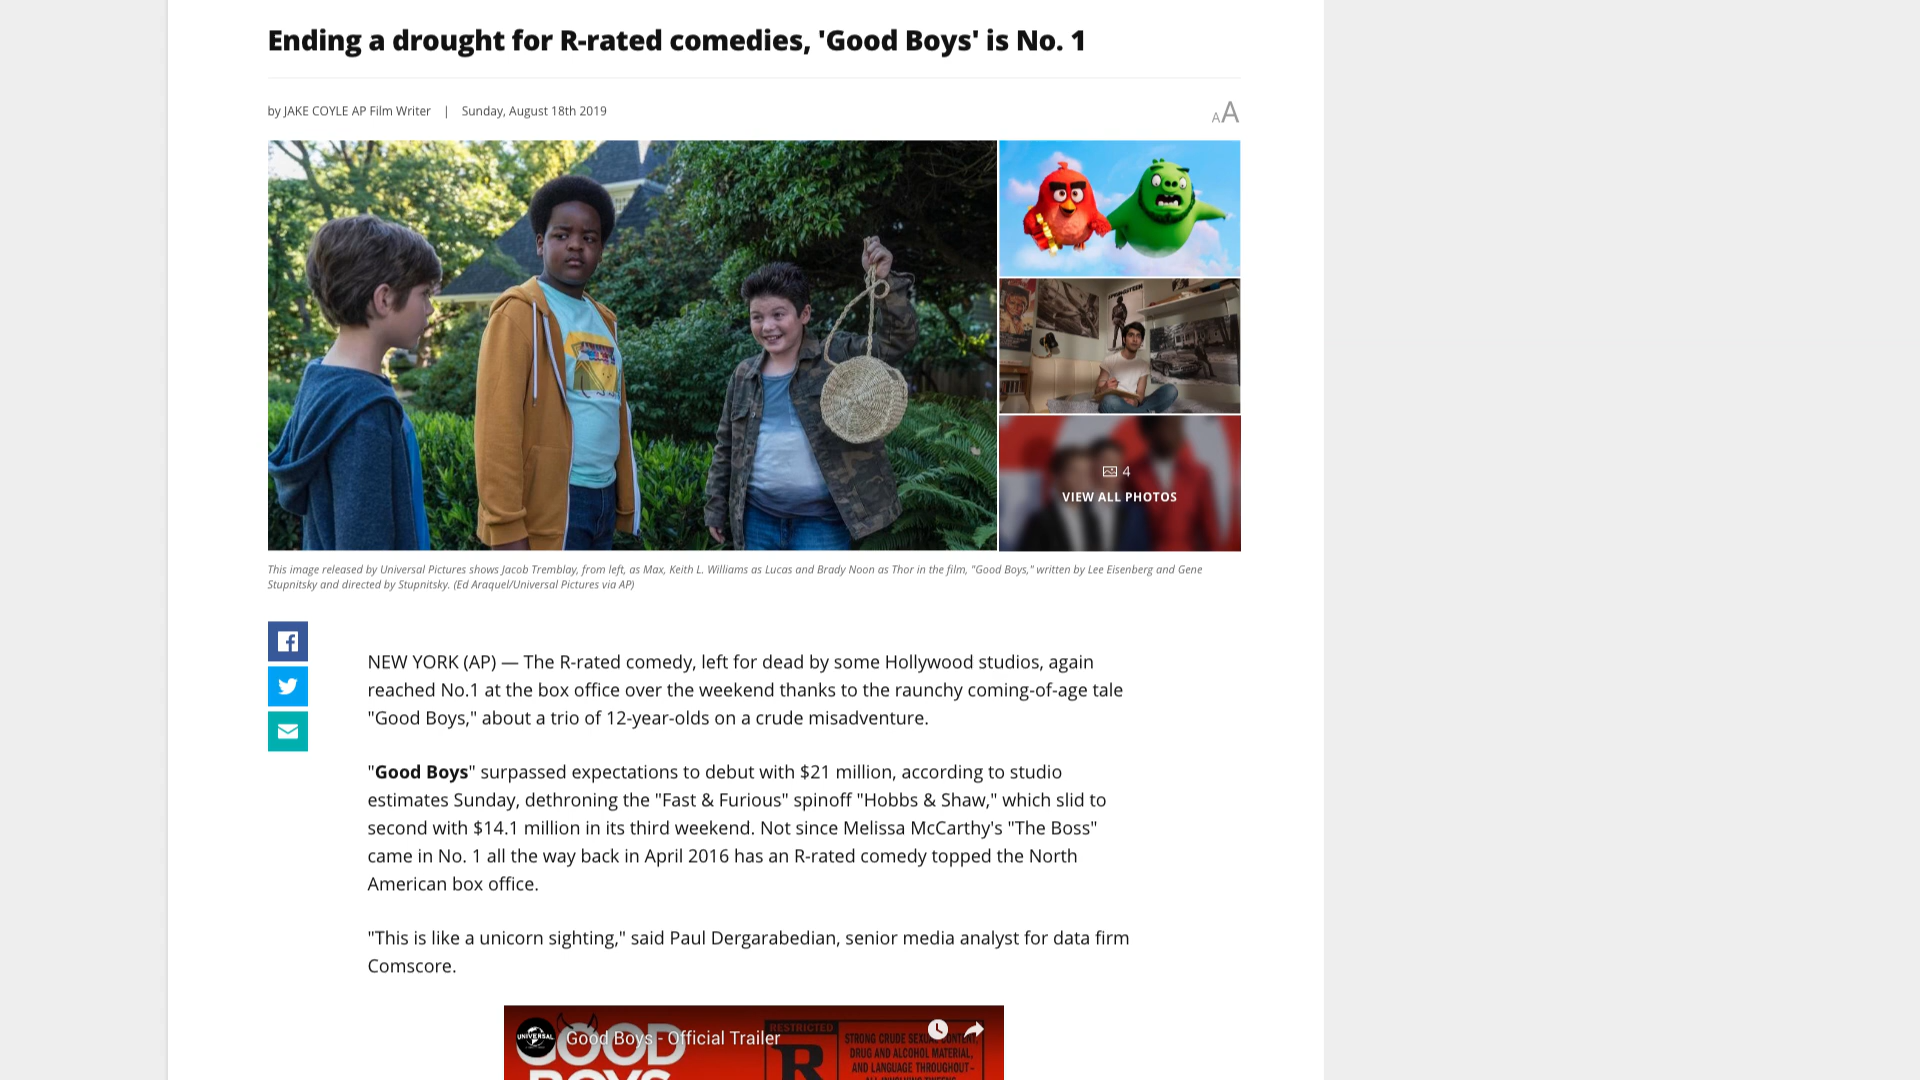 Ending a drought for R-rated comedies, 'Good Boys' is No. 1
by JAKE COYLE AP Film Writer | Sunday, August 18th 2019
AA
SPRINGSTEEN
4
VIEW ALL PHOTOS
This image released by Universal Pictures shows Jacob Tremblay, from left, as Max, Keith L. Williams as Lucas and Brady Noon as Thor in the film, "Good Boys," written by Lee Eisenberg and Gene
Stupnitsky and directed by Stupnitsky. (Ed Araquel/Universal Pictures via AP)
NEW YORK (AP) — The R-rated comedy, left for dead by some Hollywood studios, again
reached No.1 at the box office over the weekend thanks to the raunchy coming-of-age tale
"Good Boys," about a trio of 12-year-olds on a crude misadventure.
"Good Boys" surpassed expectations to debut with $21 million, according to studio
estimates Sunday, dethroning the "Fast & Furious" spinoff "Hobbs & Shaw," which slid to
second with $14.1 million in its third weekend. Not since Melissa McCarthy's "The Boss"
came in No. 1 all the way back in April 2016 has an R-rated comedy topped the North
American box office.
"This is like a unicorn sighting," said Paul Dergarabedian, senior media analyst for data firm
Comscore.
UNIVERSAL
Good Boys - Official Trailer
GOOD
BOYS
RESTRICTED
R
STRONG CRUDE SEXUAL CONTENT,
DRUG AND ALCOHOL MATERIAL,
AND LANGUAGE THROUGHOUT–
ALL INVOLVING TWEENS